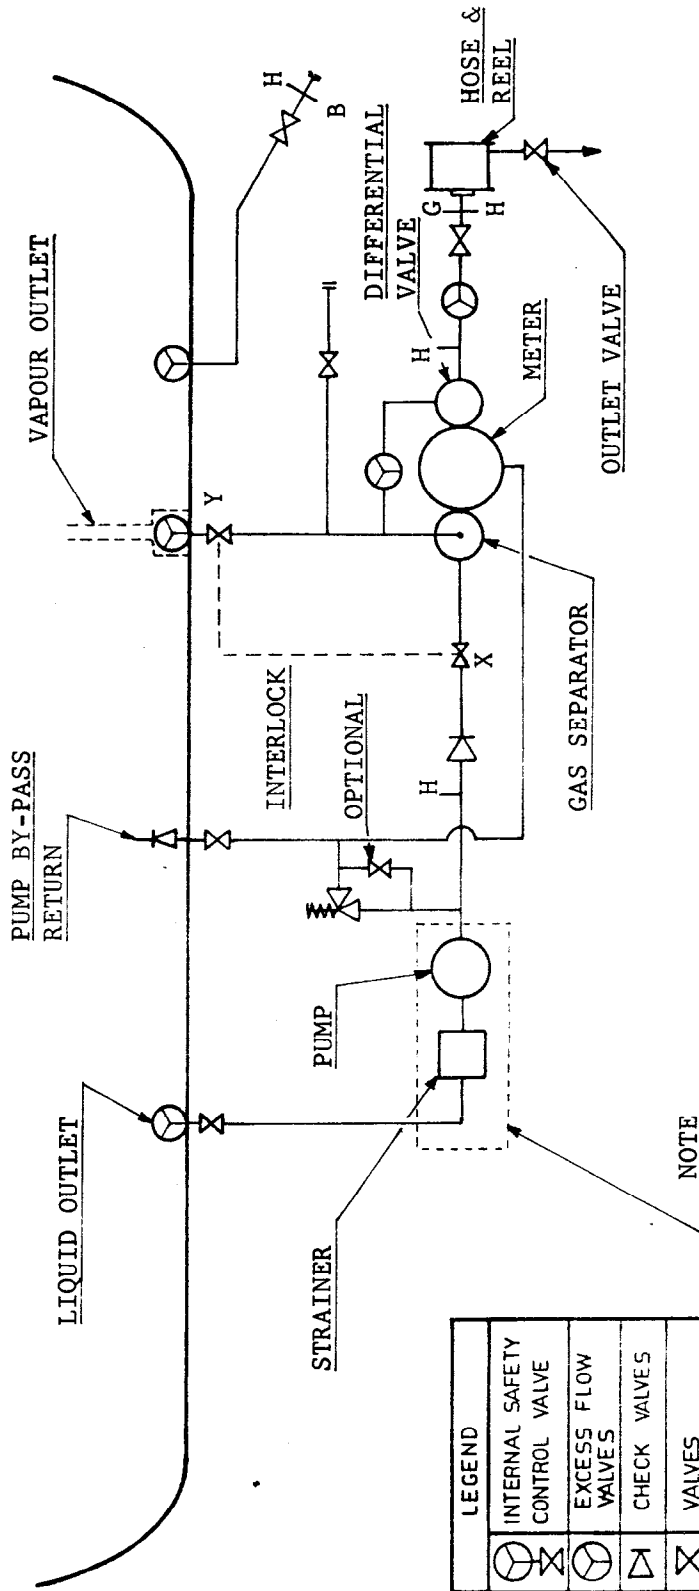 LIQUID OUTLET
PUMP BY-PASS
RETURN
VAPOUR OUTLET
H
B
Y
INTERLOCK
OPTIONAL
STRAINER
PUMP
H
X
DIFFERENTIAL
VALVE
H
G
H
HOSE &
REEL
GAS SEPARATOR
METER
OUTLET VALVE
NOTE
LEGEND
INTERNAL SAFETY
CONTROL VALVE
EXCESS FLOW
VALVES
CHECK VALVES
VALVES